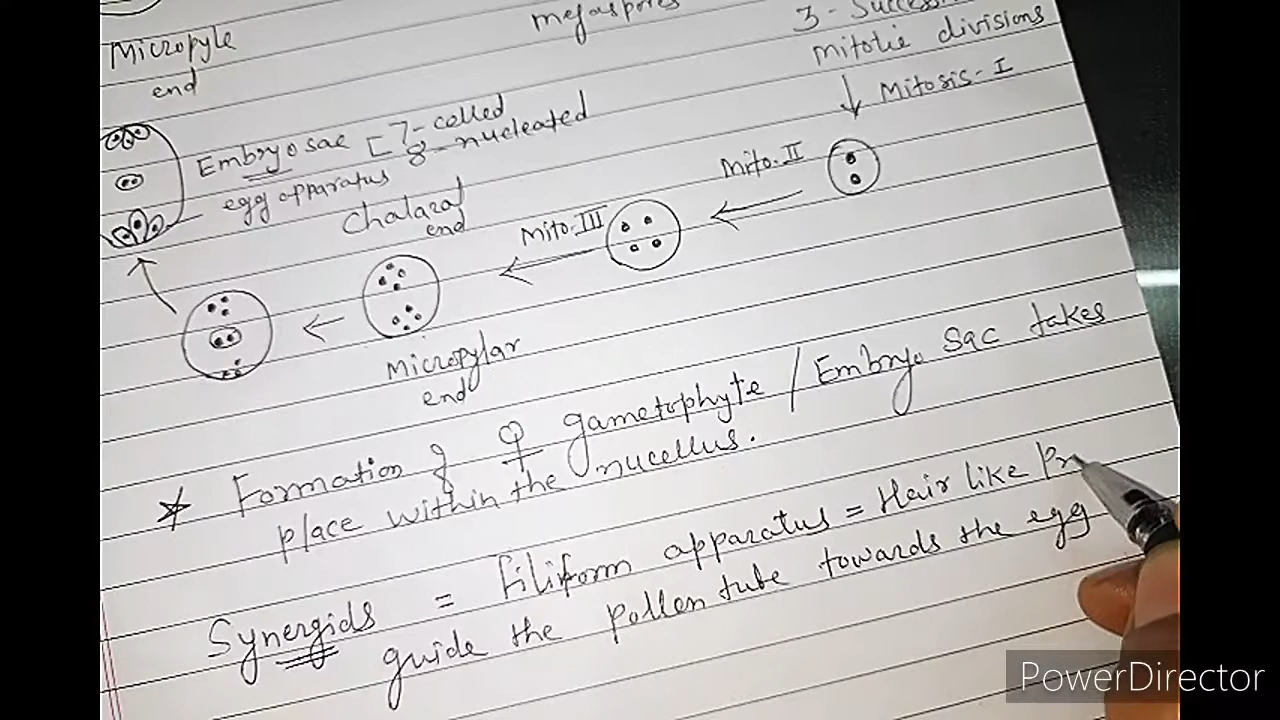 Micropyle
end
megaspores
3- Success
mitotic divisions
Mitosis-I
Embryo sac [7-celled
8-nucleated
egg apparatus
chalazal
end
Mito.III
Mito.II
micropylar
end
* Formation of ♀ gametophyte / Embryo sac takes
place within the nucellus.
Synergids = filiform apparatus = Hair like Pr
guide the pollen tube towards the egg
PowerDirector